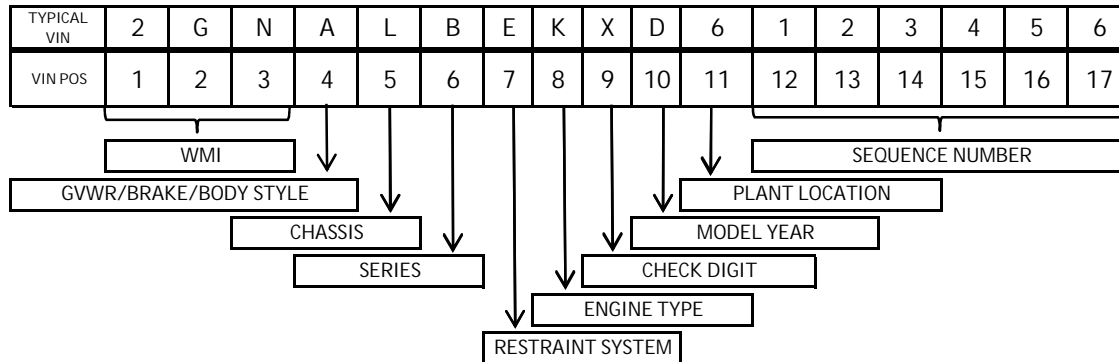 TYPICAL VIN 2 G N A L B E K X D 6 1 2 3 4 5 6
VIN POS 1 2 3 4 5 6 7 8 9 10 11 12 13 14 15 16 17
WMI SEQUENCE NUMBER
GVWR/BRAKE/BODY STYLE PLANT LOCATION
CHASSIS MODEL YEAR
SERIES CHECK DIGIT
ENGINE TYPE
RESTRAINT SYSTEM